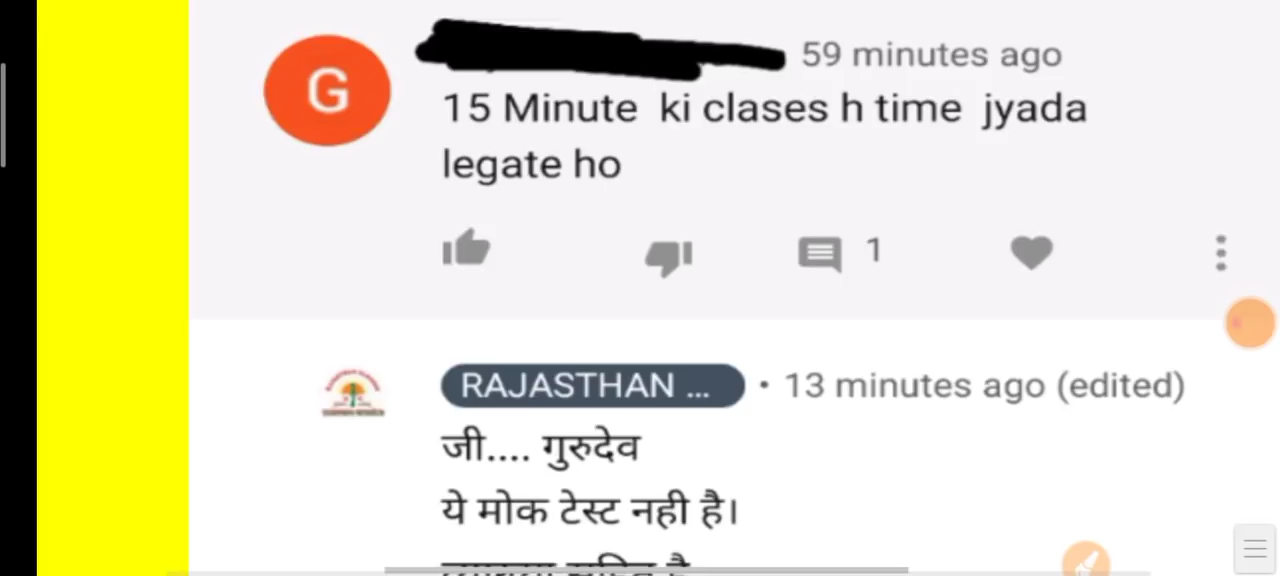 G
59 minutes ago
15 Minute ki clases h time jyada
legate ho
1
RAJASTHAN ... • 13 minutes ago (edited)
जी.... गुरुदेव
ये मोक टेस्ट नही है।